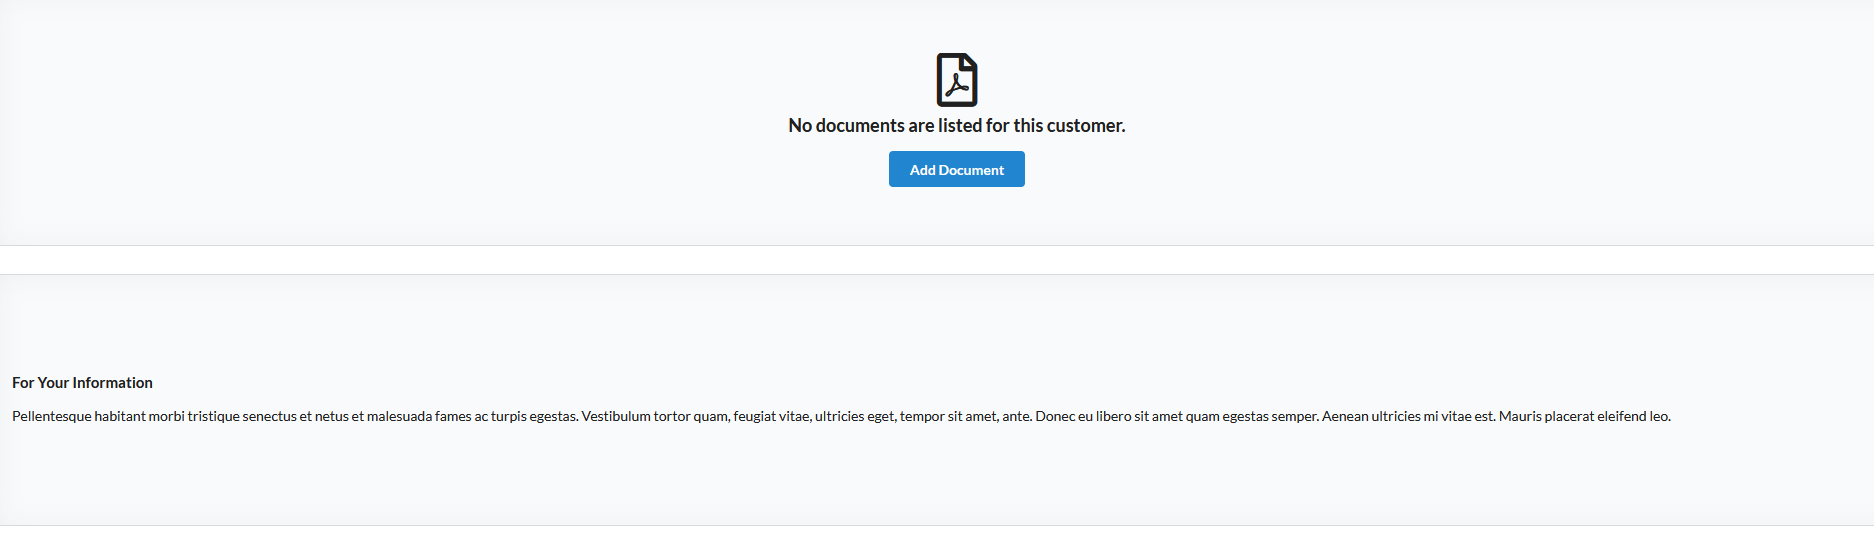 No documents are listed for this customer.
Add Document
For Your Information
Pellentesque habitant morbi tristique senectus et netus et malesuada fames ac turpis egestas. Vestibulum tortor quam, feugiat vitae, ultricies eget, tempor sit amet, ante. Donec eu libero sit amet quam egestas semper. Aenean ultricies mi vitae est. Mauris placerat eleifend leo.